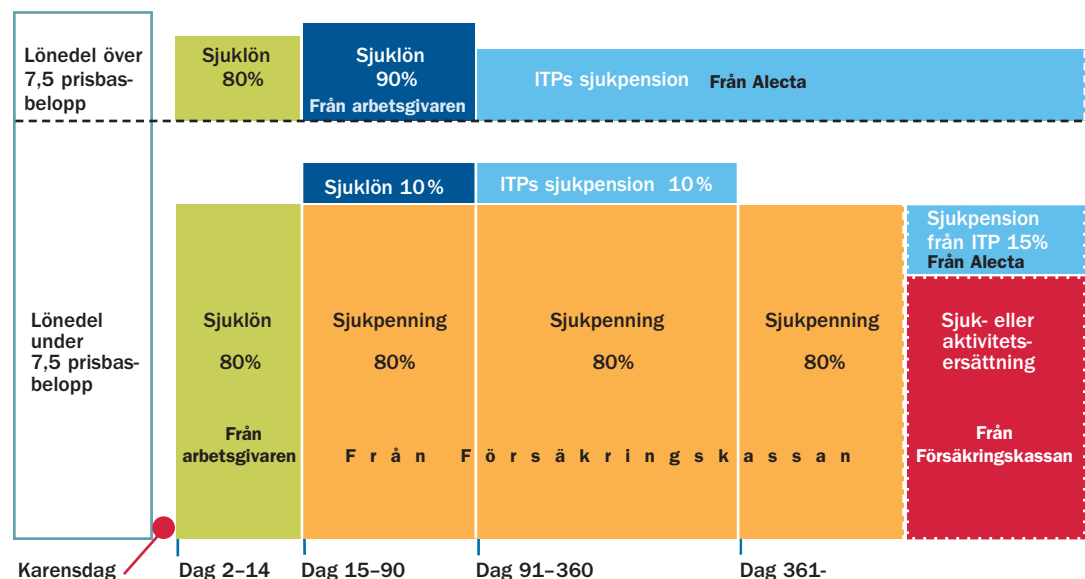 Lönedel över
7,5 prisbas-
belopp
Sjuklön
80%
Sjuklön
90%
Från arbetsgivaren
ITPs sjukpension Från Alecta
Sjuklön 10%
ITPs sjukpension 10%
Sjukpension
från ITP 15%
Från Alecta
Lönedel
under
7,5 prisbas-
belopp
Sjuklön
80%
Från
arbetsgivaren
Sjukpenning
80%
Sjukpenning
80%
Sjukpenning
80%
Från Försäkringskassan
Sjuk- eller
aktivitets-
ersättning
Från
Försäkringskassan
Karensdag
Dag 2–14
Dag 15–90
Dag 91–360
Dag 361-